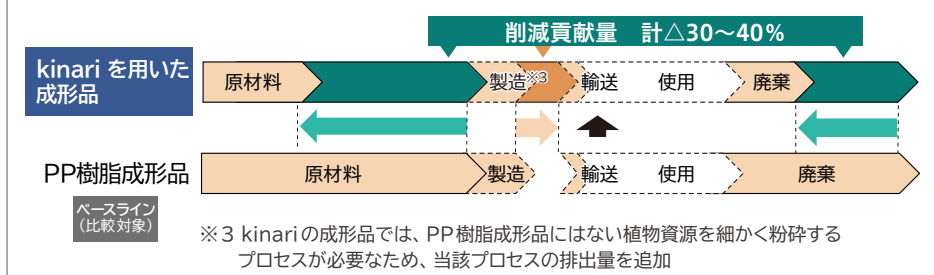 削減貢献量 計△30～40%
kinari を用いた
成形品
原材料
製造※3
輸送
使用
廃棄
PP樹脂成形品
原材料
製造
輸送
使用
廃棄
ベースライン
（比較対象）
※3 kinariの成形品では、PP樹脂成形品にはない植物資源を細かく粉砕する
プロセスが必要なため、当該プロセスの排出量を追加